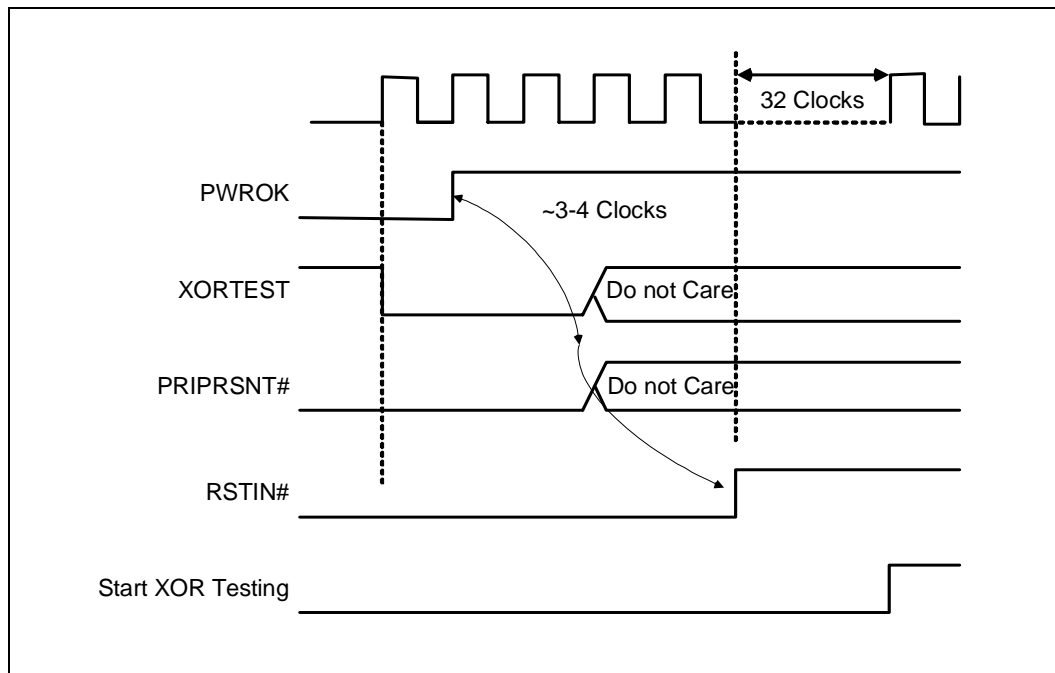 32 Clocks
PWROK
~3-4 Clocks
XORTEST
Do not Care
PRIPRSNT#
Do not Care
RSTIN#
Start XOR Testing